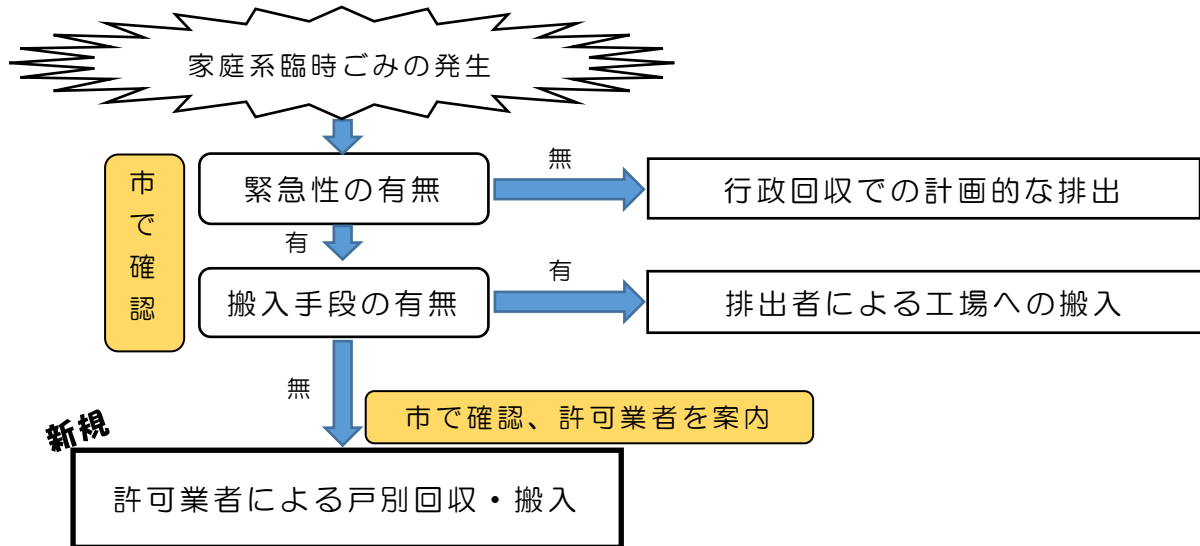 家庭系臨時ごみの発生
市で確認
緊急性の有無
無
行政回収での計画的な排出
有
搬入手段の有無
有
排出者による工場への搬入
無
市で確認、許可業者を案内
新規
許可業者による戸別回収・搬入